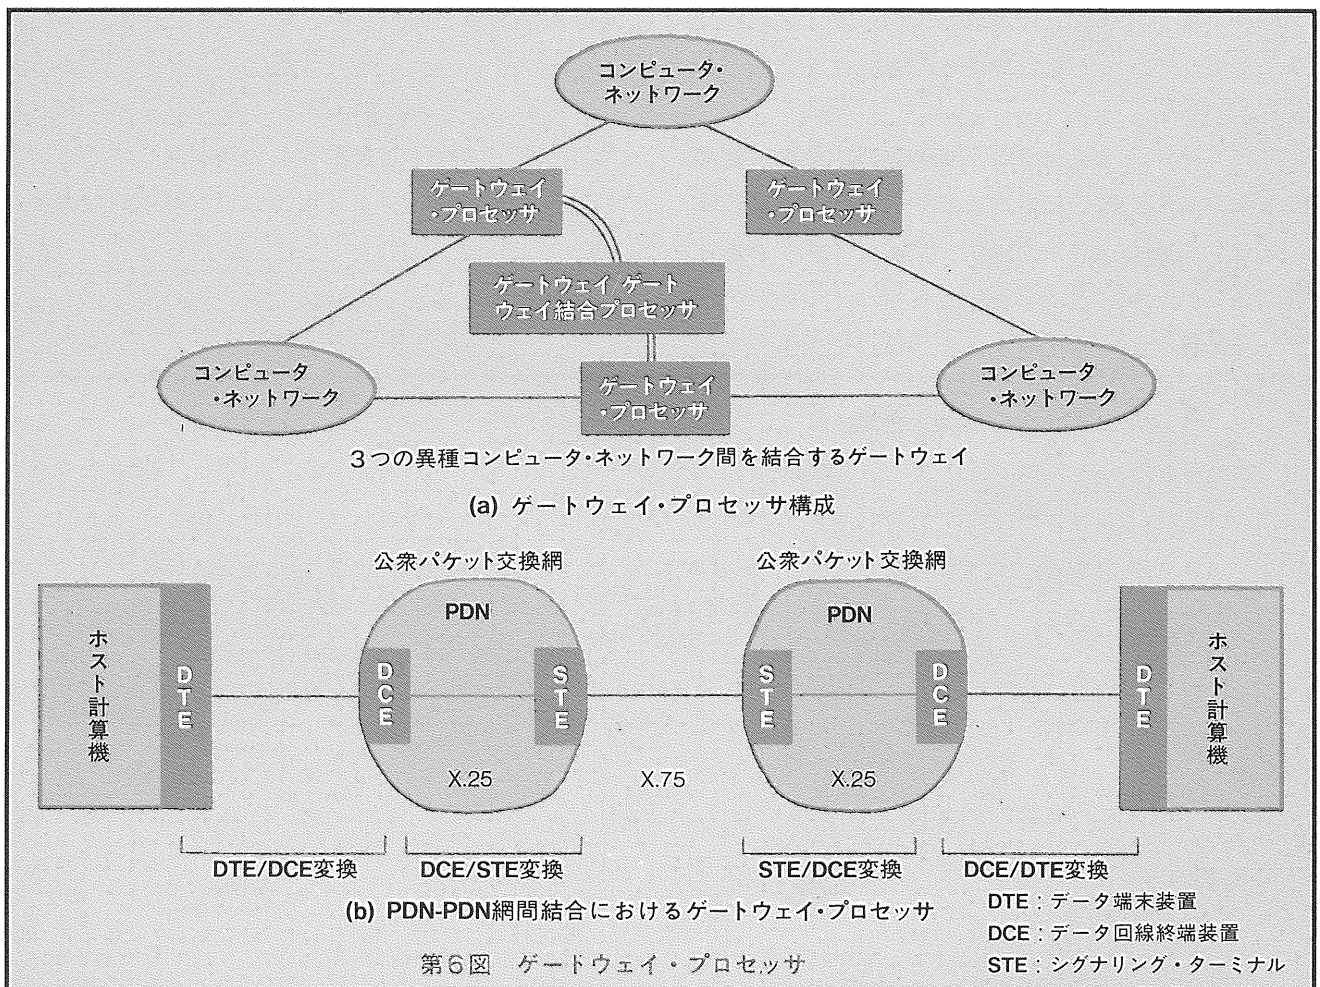 コンピュータ・
ネットワーク
ゲートウェイ
・プロセッサ
ゲートウェイ
・プロセッサ
ゲートウェイ ゲート
ウェイ結合プロセッサ
コンピュータ
・ネットワーク
ゲートウェイ
・プロセッサ
コンピュータ
・ネットワーク
3つの異種コンピュータ・ネットワーク間を結合するゲートウェイ
(a) ゲートウェイ・プロセッサ構成
公衆パケット交換網
公衆パケット交換網
ホスト計算機
DTE
PDN
DCE
STE
X.25
X.75
PDN
STE
DCE
X.25
DTE
ホスト計算機
DTE/DCE変換
DCE/STE変換
STE/DCE変換
DCE/DTE変換
(b) PDN-PDN網間結合におけるゲートウェイ・プロセッサ
DTE：データ端末装置
DCE：データ回線終端装置
STE：シグナリング・ターミナル
第6図 ゲートウェイ・プロセッサ